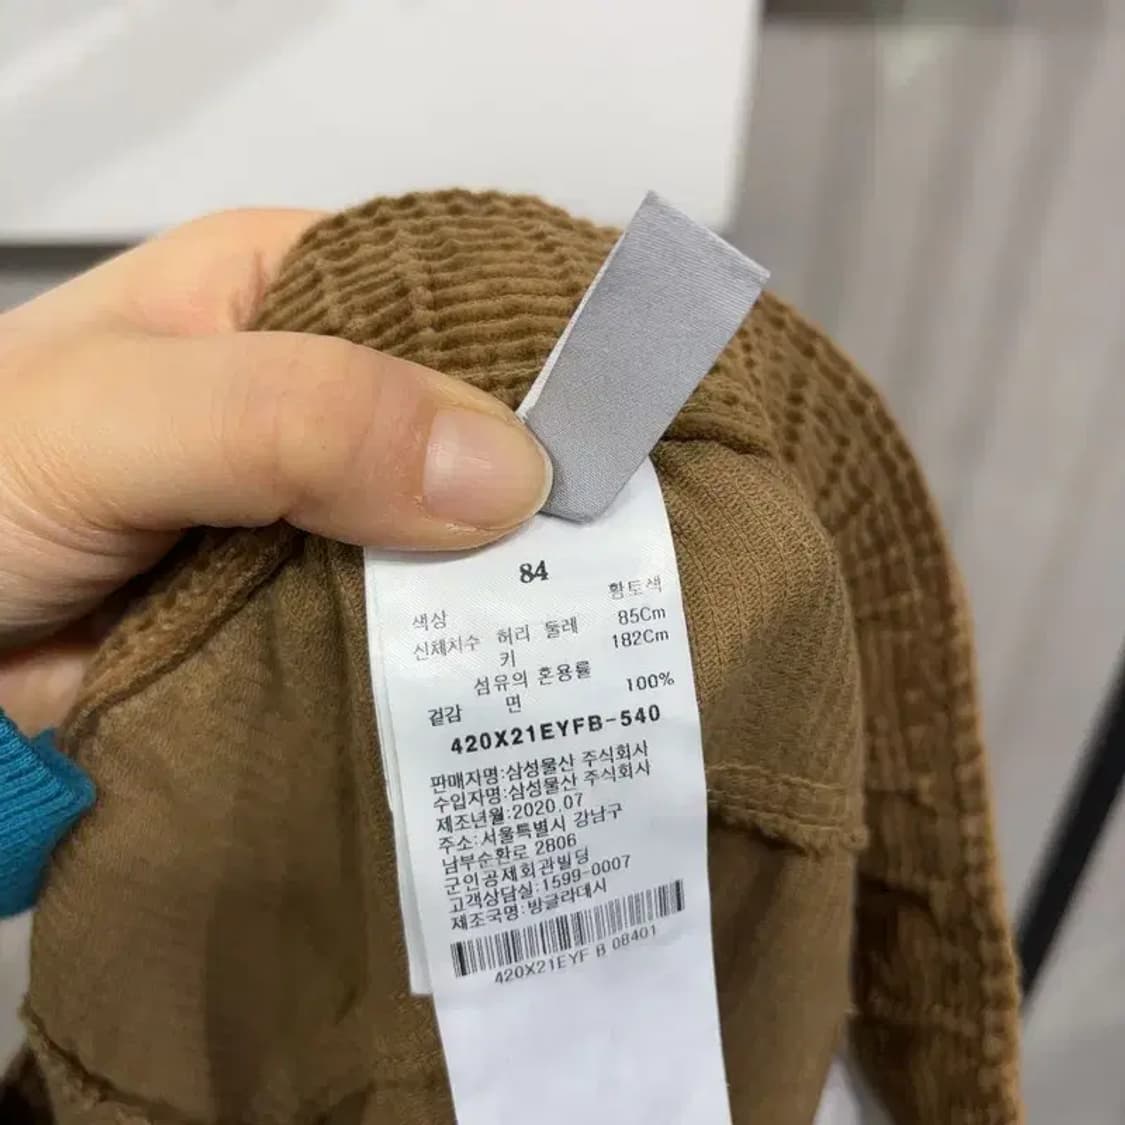 84
색상 황토색
신체치수 허리 둘레 85Cm
키 182Cm
섬유의 혼용률
겉감 면 100%
420X21EYFB-540
판매자명:삼성물산 주식회사
수입자명:삼성물산 주식회사
제조년월:2020.07
주소:서울특별시 강남구
남부순환로 2806
군인공제회관빌딩
고객상담실:1599-0007
제조국명:방글라데시
420X21EYF B 08401